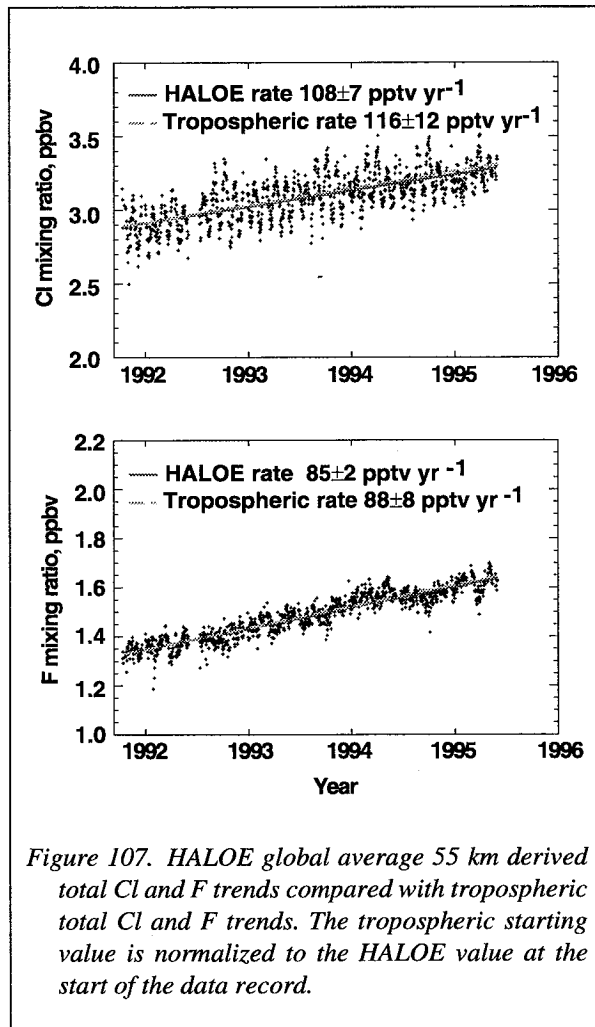 4.0
HALOE rate 108±7 pptv yr-1
Tropospheric rate 116±12 pptv yr-1
3.5
3.0
2.5
2.0
Cl mixing ratio, ppbv
1992 1993 1994 1995 1996
2.2
HALOE rate 85±2 pptv yr -1
2.0
Tropospheric rate 88±8 pptv yr -1
1.8
1.6
1.4
1.2
1.0
F mixing ratio, ppbv
1992 1993 1994 1995 1996
Year
Figure 107. HALOE global average 55 km derived
total Cl and F trends compared with tropospheric
total Cl and F trends. The tropospheric starting
value is normalized to the HALOE value at the
start of the data record.